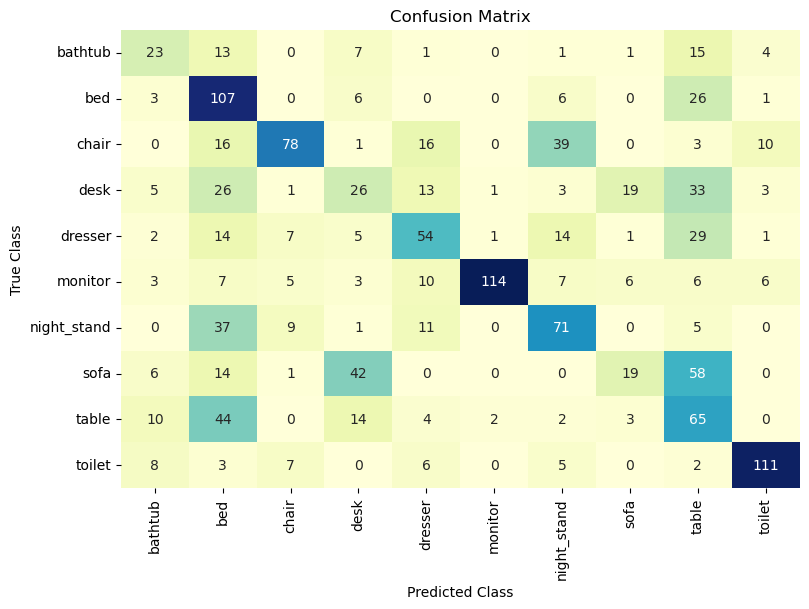 Confusion Matrix
bathtub 23 13 0 7 1 0 1 1 15 4
bed 3 107 0 6 0 0 6 0 26 1
chair 0 16 78 1 16 0 39 0 3 10
desk 5 26 1 26 13 1 3 19 33 3
dresser 2 14 7 5 54 1 14 1 29 1
monitor 3 7 5 3 10 114 7 6 6 6
night_stand 0 37 9 1 11 0 71 0 5 0
sofa 6 14 1 42 0 0 0 19 58 0
table 10 44 0 14 4 2 2 3 65 0
toilet 8 3 7 0 6 0 5 0 2 111
True Class
bathtub bed chair desk dresser monitor night_stand sofa table toilet
Predicted Class